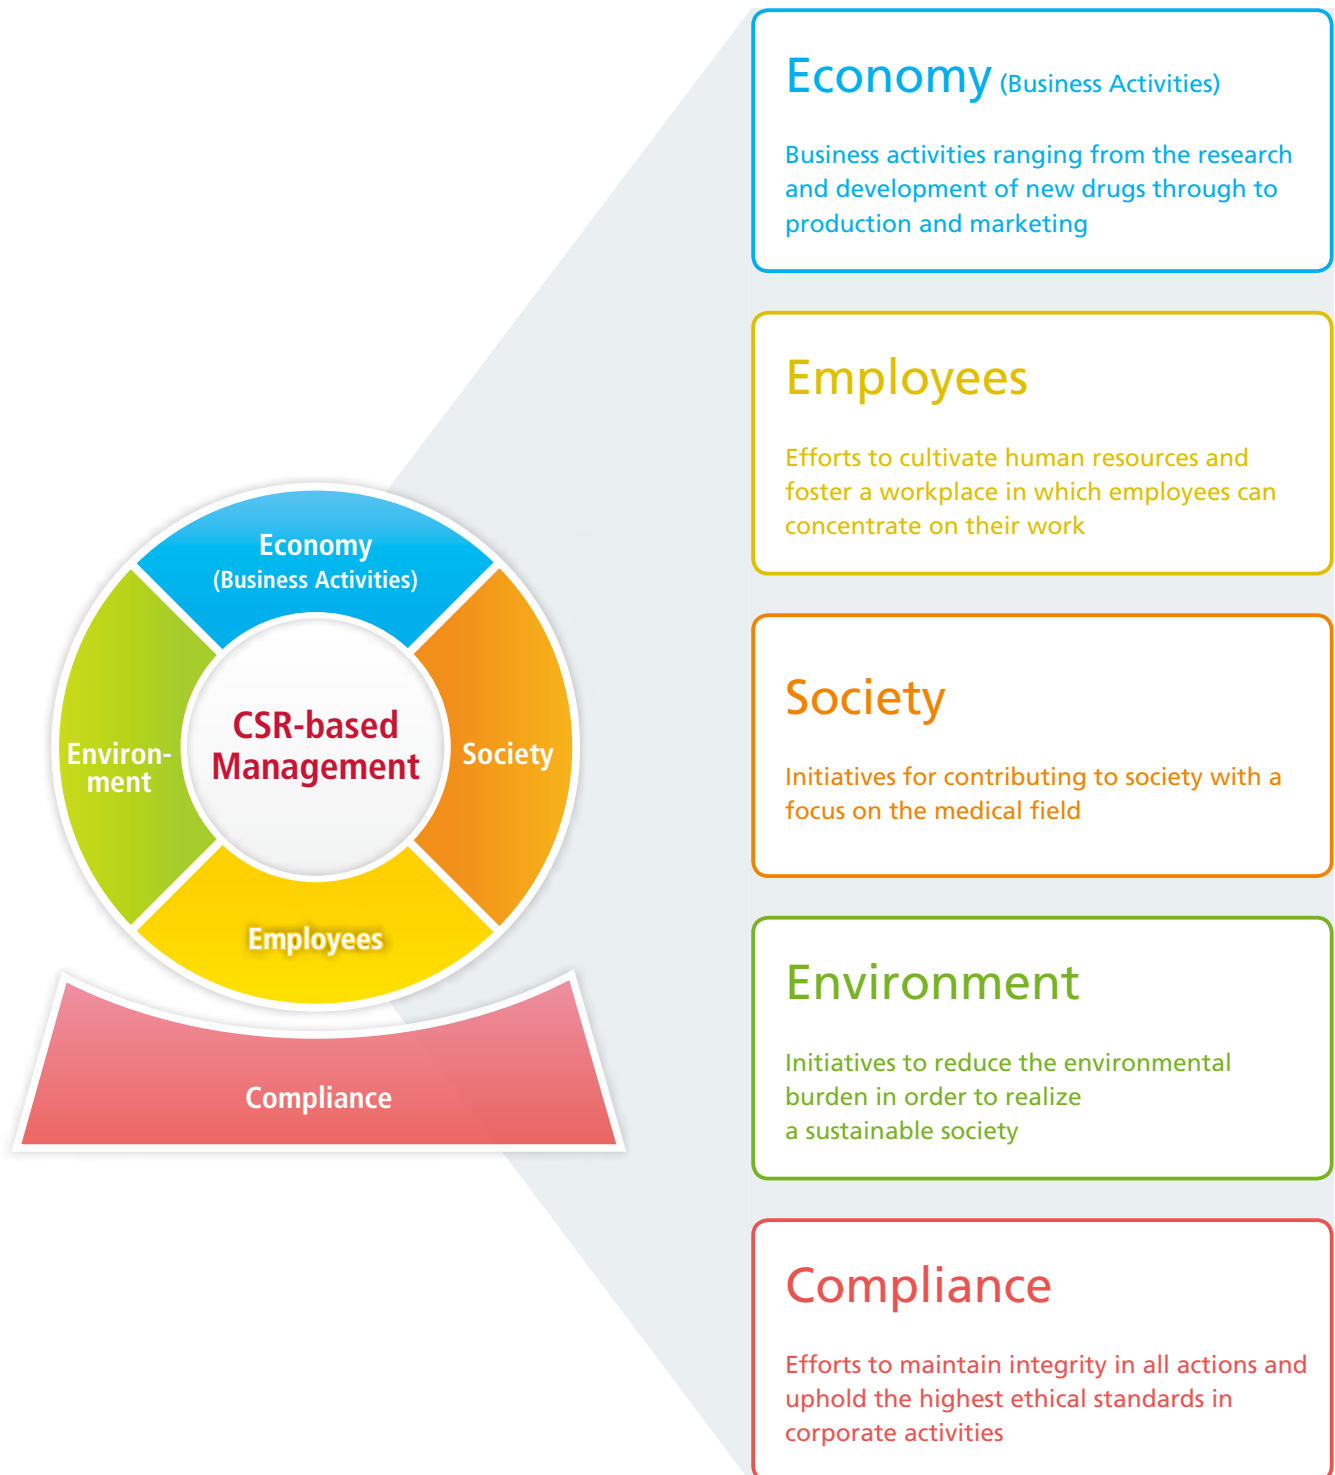 Economy
(Business Activities)
Environ-
ment
CSR-based
Management
Society
Employees
Compliance
Economy (Business Activities)
Business activities ranging from the research
and development of new drugs through to
production and marketing
Employees
Efforts to cultivate human resources and
foster a workplace in which employees can
concentrate on their work
Society
Initiatives for contributing to society with a
focus on the medical field
Environment
Initiatives to reduce the environmental
burden in order to realize
a sustainable society
Compliance
Efforts to maintain integrity in all actions and
uphold the highest ethical standards in
corporate activities